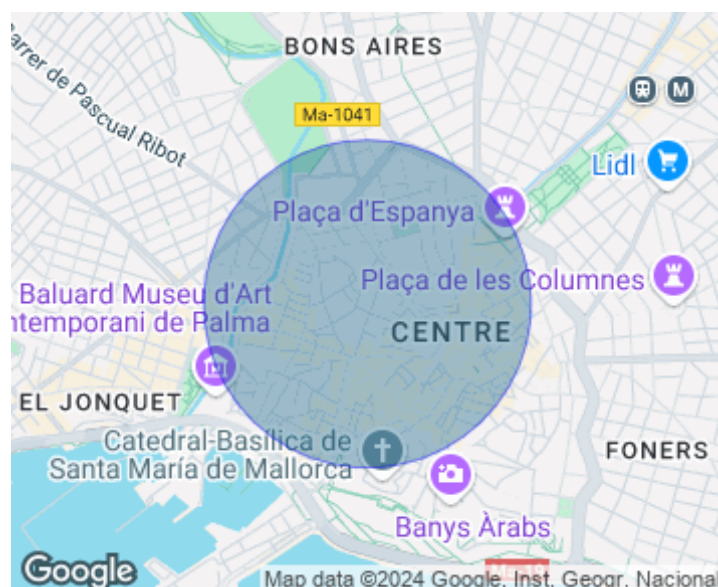 BONS AIRES
arrer de Pascual Ribot
Ma-1041
Lidl
M
Plaça d'Espanya
Plaça de les Columnes
Baluard Museu d'Art
ntemporani de Palma
CENTRE
EL JONQUET
Catedral-Basílica de
Santa María de Mallorca
FONERS
Banys Àrabs
Ma-19
Google
Map data ©2024 Google, Inst. Geogr. Naciona